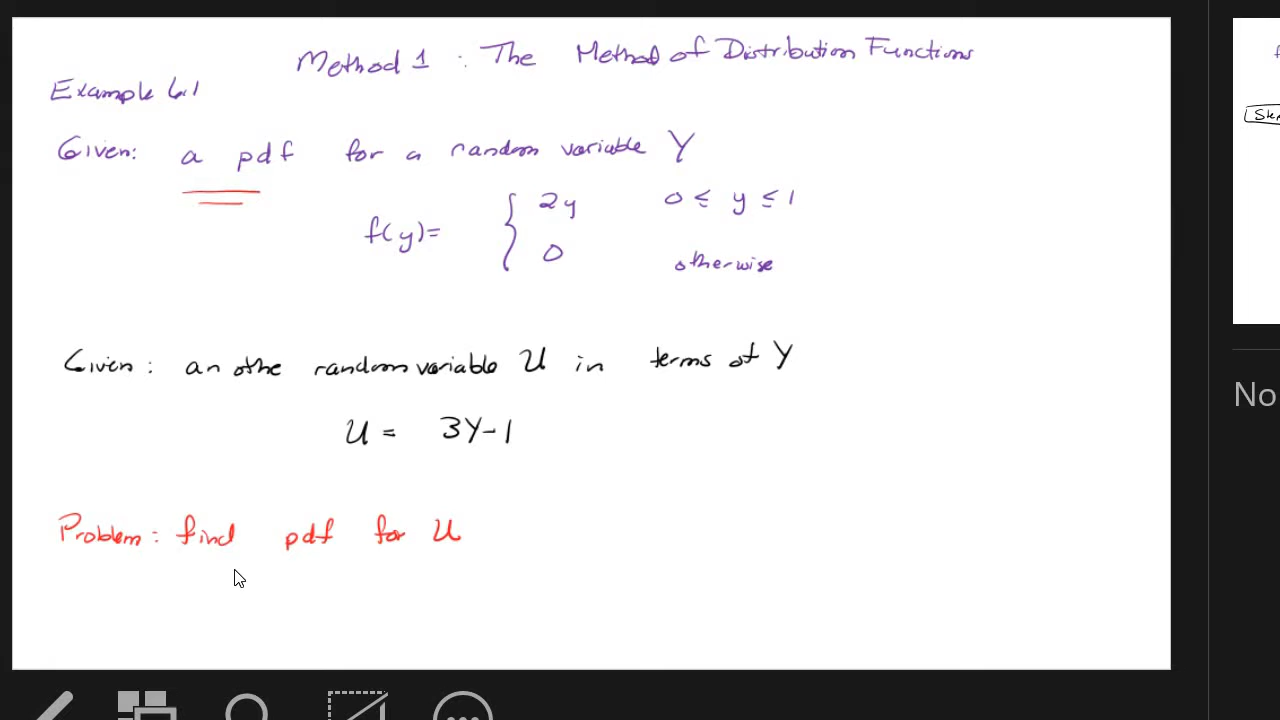 Method 1 : The Method of Distribution Functions
Example 6.1
Given: a pdf for a random variable Y
f(y)= { 2y 0 ≤ y ≤ 1
0 otherwise
Given: an othe random variable U in terms of Y
U = 3Y-1
Problem: find pdf for U
No